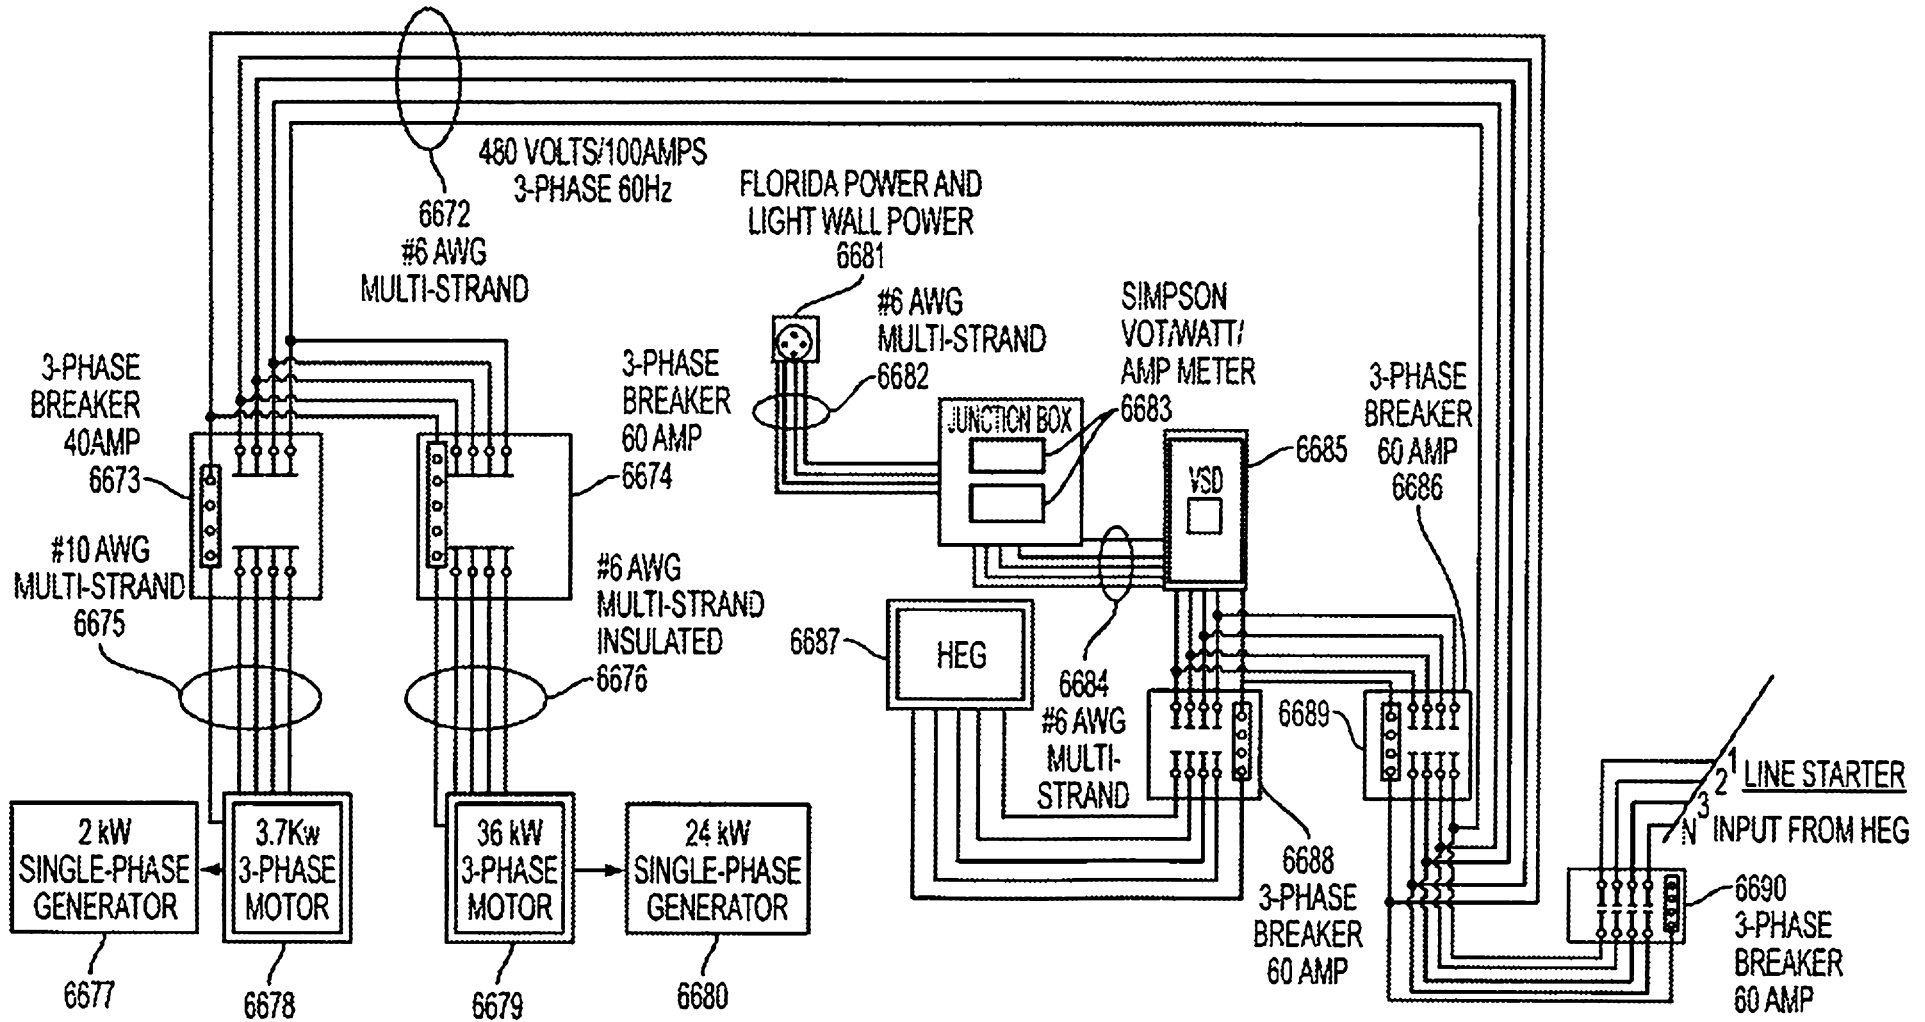 480 VOLTS/100AMPS
3-PHASE 60Hz
6672
#6 AWG
MULTI-STRAND
FLORIDA POWER AND
LIGHT WALL POWER
6681
#6 AWG
MULTI-STRAND
6682
SIMPSON
VOT/WATT/
AMP METER
6683
3-PHASE
BREAKER
40AMP
6673
3-PHASE
BREAKER
60 AMP
6674
JUNCTION BOX
VSD
6685
3-PHASE
BREAKER
60 AMP
6686
#10 AWG
MULTI-STRAND
6675
#6 AWG
MULTI-STRAND
INSULATED
6676
6687
HEG
6684
#6 AWG
MULTI-
STRAND
6689
1
2
3
N
LINE STARTER
INPUT FROM HEG
2 kW
SINGLE-PHASE
GENERATOR
6677
3.7Kw
3-PHASE
MOTOR
6678
36 kW
3-PHASE
MOTOR
6679
24 kW
SINGLE-PHASE
GENERATOR
6680
6688
3-PHASE
BREAKER
60 AMP
6690
3-PHASE
BREAKER
60 AMP